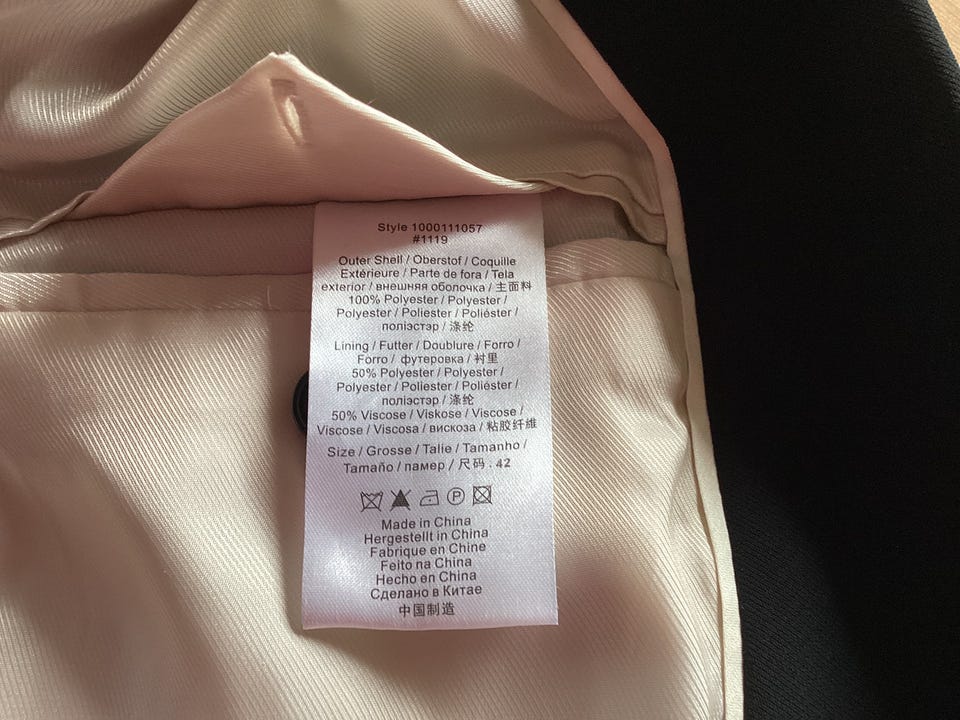 Style 1000111057
#1119
Outer Shell / Oberstof / Coquille
Extérieure / Parte de fora / Tela
exterior / внешняя оболочка / 主面料
100% Polyester / Polyester /
Polyester / Poliester / Poliéster /
поліэстэр / 涤纶
Lining / Futter / Doublure / Forro /
Forro / футеровка / 衬里
50% Polyester / Polyester /
Polyester / Poliester / Poliéster /
поліэстэр / 涤纶
50% Viscose / Viskose / Viscose /
Viscose / Viscosa / вискоза / 粘胶纤维
Size / Grosse / Talie / Tamanho /
Tamaño / памер / 尺码 . 42
P
Made in China
Hergestellt in China
Fabrique en Chine
Feito na China
Hecho en China
Сделано в Китае
中国制造